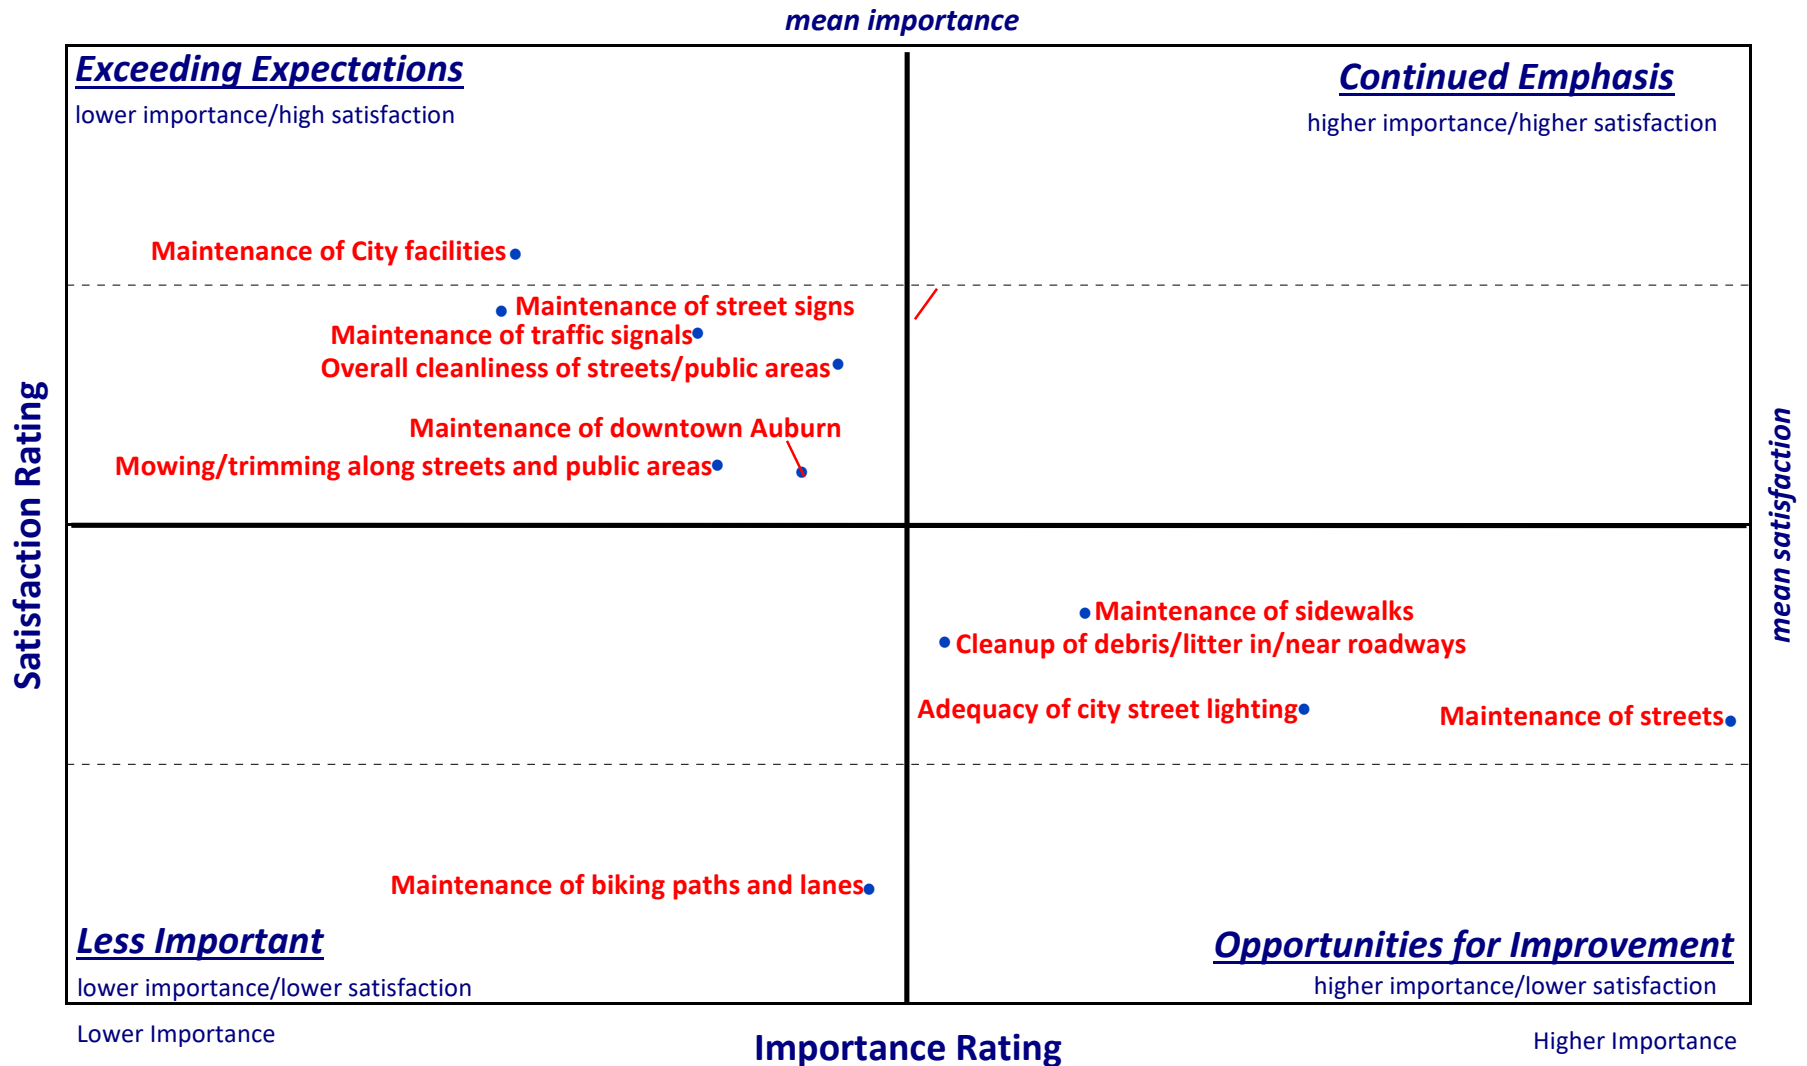 mean importance
Exceeding Expectations
lower importance/high satisfaction
Continued Emphasis
higher importance/higher satisfaction
Maintenance of City facilities
Maintenance of street signs
Maintenance of traffic signals
Overall cleanliness of streets/public areas
Maintenance of downtown Auburn
Mowing/trimming along streets and public areas
Satisfaction Rating
mean satisfaction
Maintenance of sidewalks
Cleanup of debris/litter in/near roadways
Adequacy of city street lighting
Maintenance of streets
Maintenance of biking paths and lanes
Less Important
lower importance/lower satisfaction
Opportunities for Improvement
higher importance/lower satisfaction
Lower Importance
Importance Rating
Higher Importance